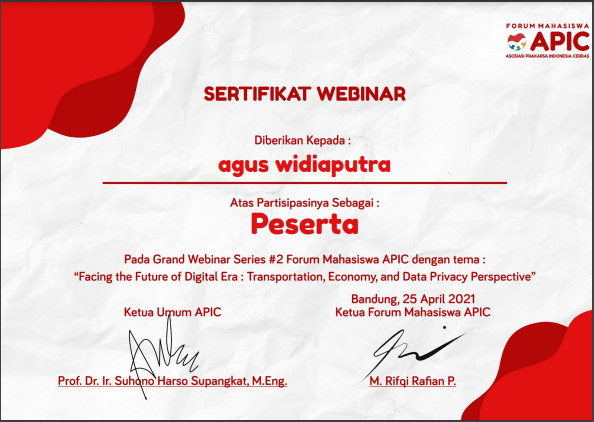 FORUM MAHASISWA
APIC
ASOSIASI PRAKARSA INDONESIA CERDAS
SERTIFIKAT WEBINAR
Diberikan Kepada :
agus widiaputra
Atas Partisipasinya Sebagai :
Peserta
Pada Grand Webinar Series #2 Forum Mahasiswa APIC dengan tema :
“Facing the Future of Digital Era : Transportation, Economy, and Data Privacy Perspective”
Bandung, 25 April 2021
Ketua Umum APIC
Ketua Forum Mahasiswa APIC
Prof. Dr. Ir. Suhono Harso Supangkat, M.Eng.
M. Rifqi Rafian P.